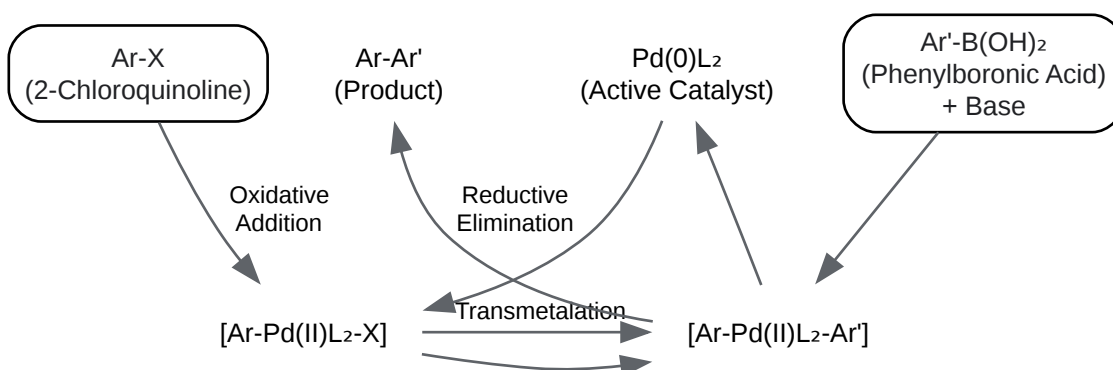 Ar-X
(2-Chloroquinoline)
Ar-Ar'
(Product)
Pd(0)L₂
(Active Catalyst)
Ar'-B(OH)₂
(Phenylboronic Acid)
+ Base
Oxidative
Addition
Reductive
Elimination
Transmetalation
[Ar-Pd(II)L₂-X]
[Ar-Pd(II)L₂-Ar']